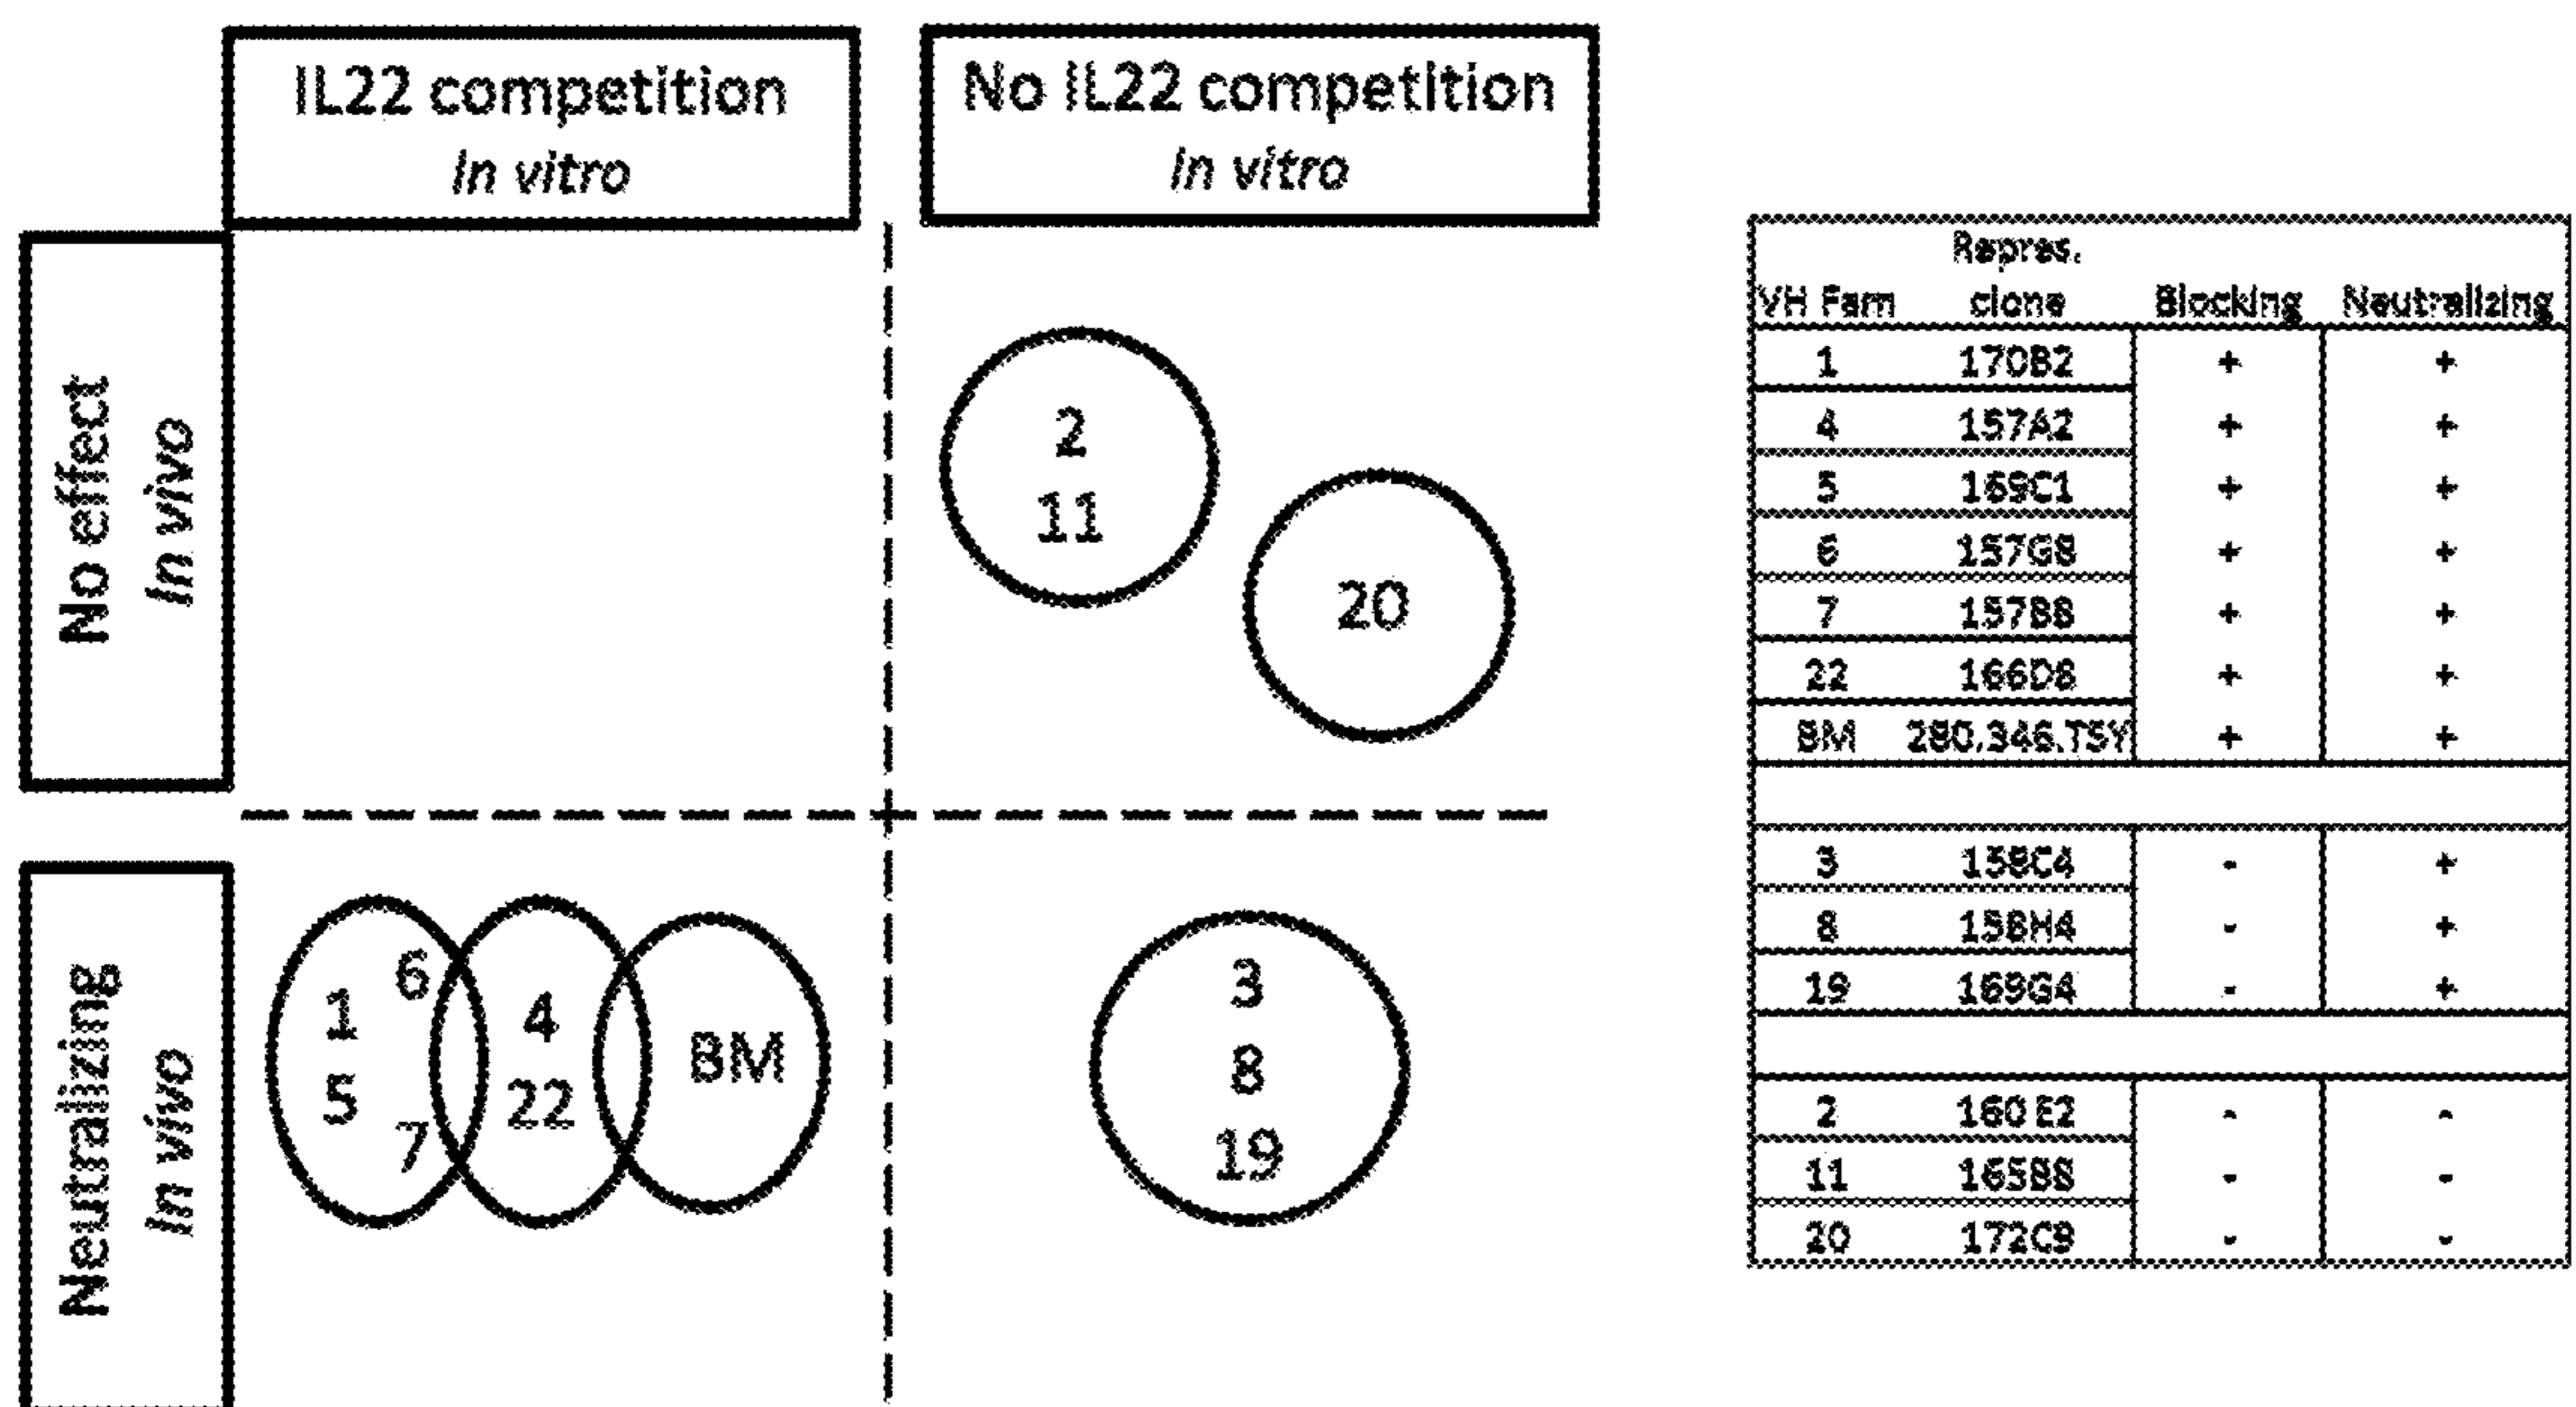 IL22 competition
In vitro
No IL22 competition
In vitro
No effect
In vivo
2
11
20
Neutralizing
In vivo
1
5
6
7
4
22
BM
3
8
19
Repres.
VH Fam clone Blocking Neutralizing
1 170B2 + +
4 157A2 + +
5 169C1 + +
6 157G8 + +
7 157B8 + +
22 166D8 + +
BM 280.346.TSY + +
3 158C4 - +
8 158H4 - +
19 169G4 - +
2 160 E2 - -
11 165B8 - -
20 172C9 - -